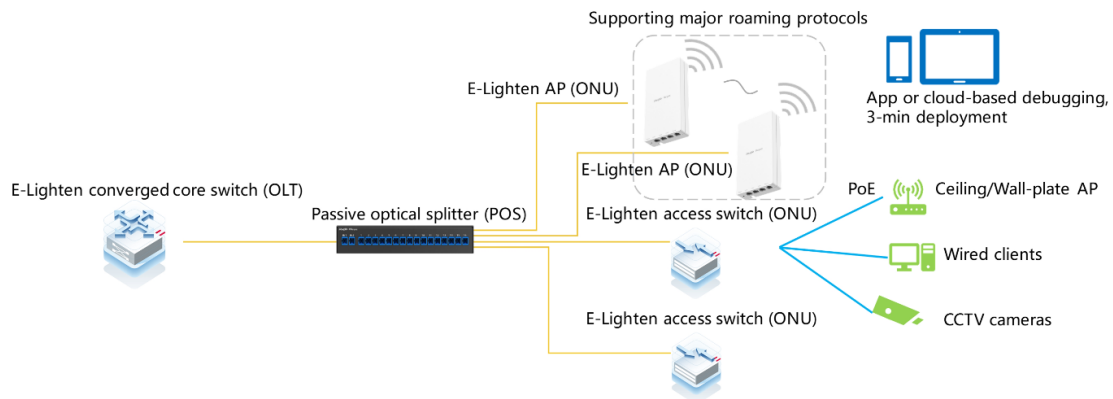 Supporting major roaming protocols
E-Lighten AP (ONU)
App or cloud-based debugging,
3-min deployment
E-Lighten AP (ONU)
E-Lighten converged core switch (OLT)
Passive optical splitter (POS)
E-Lighten access switch (ONU)
PoE
Ceiling/Wall-plate AP
Wired clients
E-Lighten access switch (ONU)
CCTV cameras